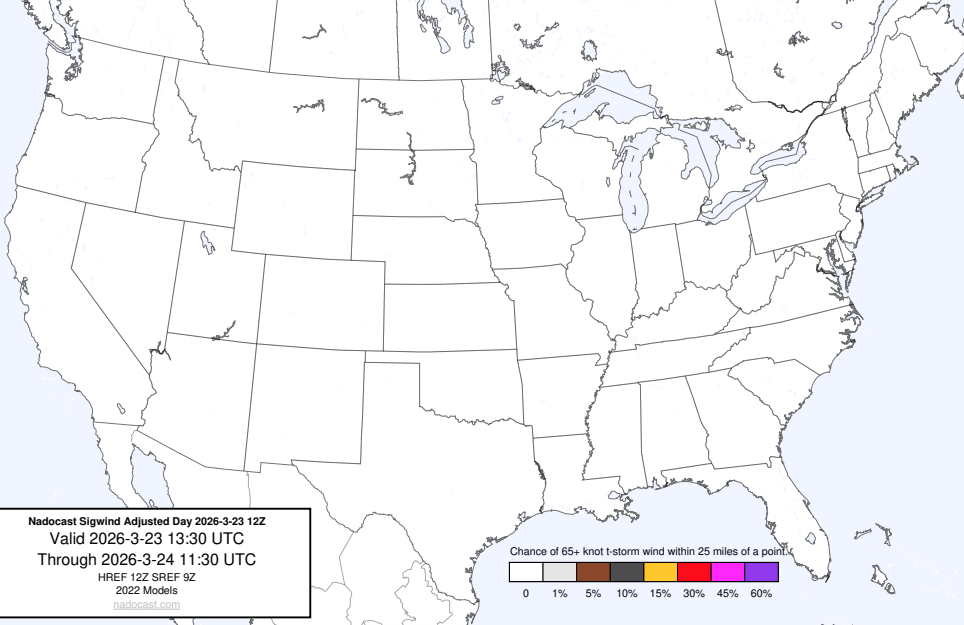 Nadocast Sigwind Adjusted Day 2026-3-23 12Z
Valid 2026-3-23 13:30 UTC
Through 2026-3-24 11:30 UTC
HREF 12Z SREF 9Z
2022 Models
nadocast.com
Chance of 65+ knot t-storm wind within 25 miles of a point.
0 1% 5% 10% 15% 30% 45% 60%